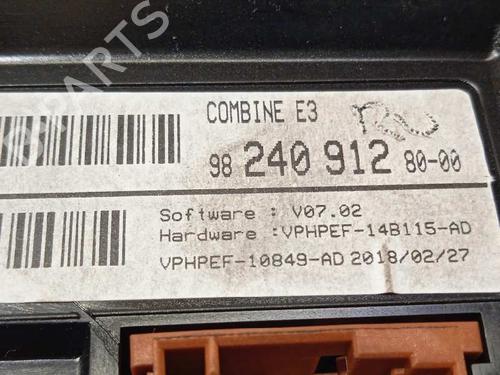 COMBINE E3
98 240 912 80-00
Software : V07.02
Hardware :VPHPEF-14B115-AD
VPHPEF-10849-AD 2018/02/27